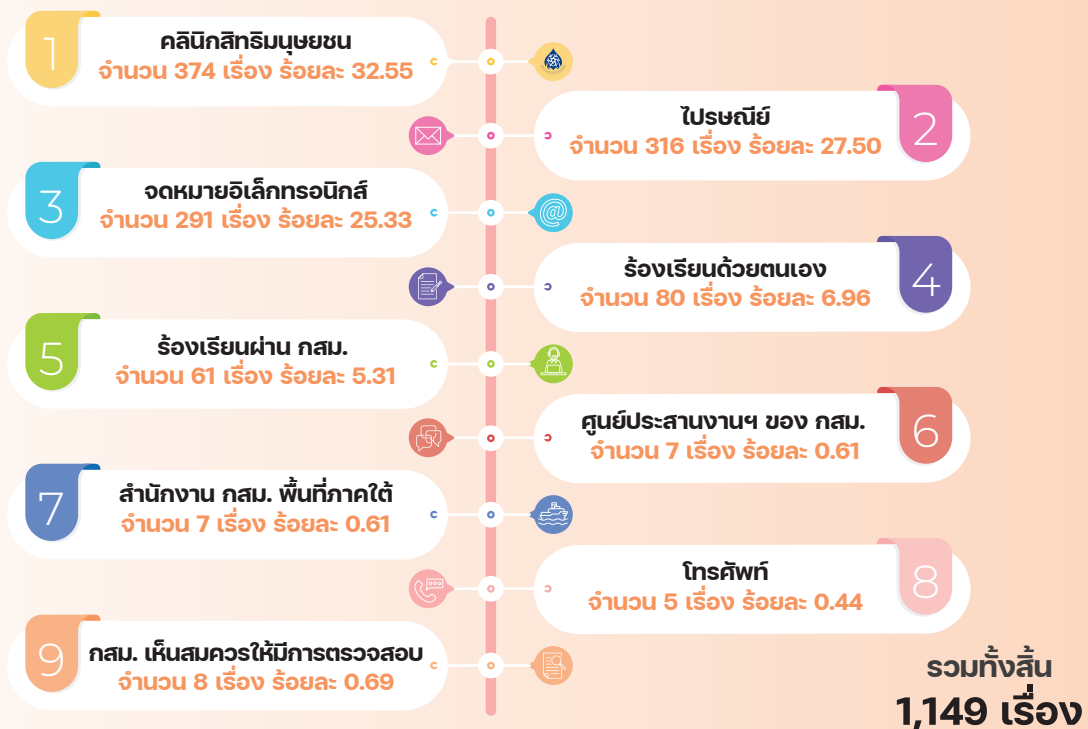 1
คลินิกสิทธิมนุษยชน
จำนวน 374 เรื่อง ร้อยละ 32.55
2
ไปรษณีย์
จำนวน 316 เรื่อง ร้อยละ 27.50
3
จดหมายอิเล็กทรอนิกส์
จำนวน 291 เรื่อง ร้อยละ 25.33
@
4
ร้องเรียนด้วยตนเอง
จำนวน 80 เรื่อง ร้อยละ 6.96
5
ร้องเรียนผ่าน กสม.
จำนวน 61 เรื่อง ร้อยละ 5.31
6
ศูนย์ประสานงานฯ ของ กสม.
จำนวน 7 เรื่อง ร้อยละ 0.61
7
สำนักงาน กสม. พื้นที่ภาคใต้
จำนวน 7 เรื่อง ร้อยละ 0.61
8
โทรศัพท์
จำนวน 5 เรื่อง ร้อยละ 0.44
9
กสม. เห็นสมควรให้มีการตรวจสอบ
จำนวน 8 เรื่อง ร้อยละ 0.69
รวมทั้งสิ้น
1,149 เรื่อง